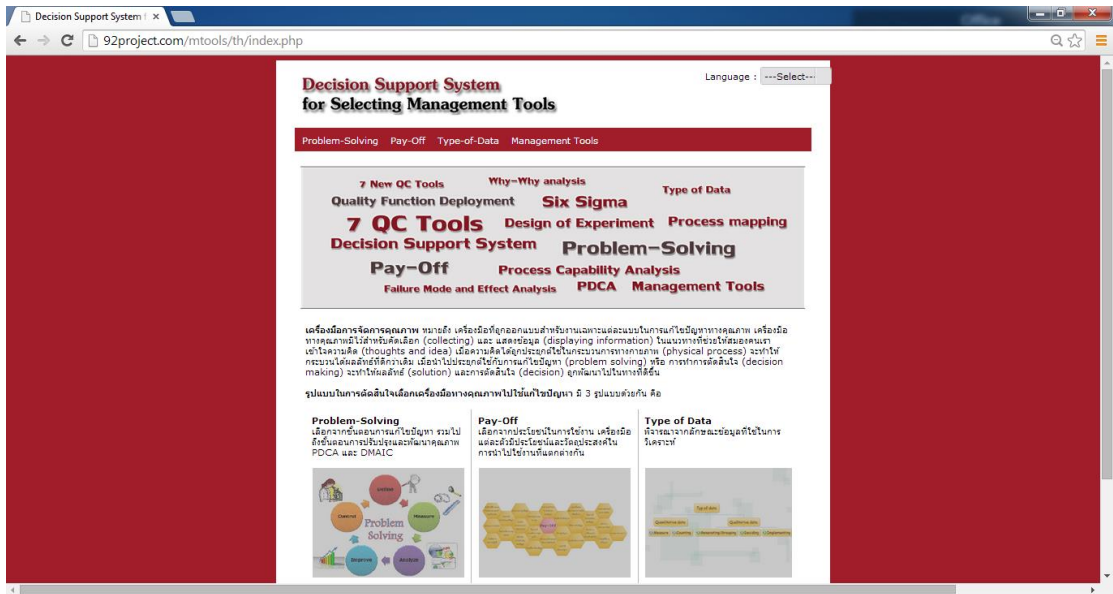 Decision Support System f
92project.com/mtools/th/index.php
Decision Support System
for Selecting Management Tools
Language : ---Select---
Problem-Solving Pay-Off Type-of-Data Management Tools
7 New QC Tools Why-Why analysis Type of Data
Quality Function Deployment Six Sigma
7 QC Tools Design of Experiment Process mapping
Decision Support System Problem-Solving
Pay-Off Process Capability Analysis
Failure Mode and Effect Analysis PDCA Management Tools
เครื่องมือการจัดการคุณภาพ หมายถึง เครื่องมือที่ถูกออกแบบสำหรับงานเฉพาะแต่ละแบบในการแก้ไขปัญหาทางคุณภาพ เครื่องมือ
ทางคุณภาพมีไว้สำหรับคัดเลือก (collecting) และ แสดงข้อมูล (displaying information) ในแนวทางที่ช่วยให้สมองคนเรา
เข้าใจความคิด (thoughts and idea) เมื่อความคิดได้ถูกประยุกต์ใช้ในกระบวนการทางกายภาพ (physical process) จะทำให้
กระบวนได้ผลลัทธ์ที่ดีกว่าเดิม เมื่อนำไปประยุกต์ใช้กับการแก้ไขปัญหา (problem solving) หรือ การทำการตัดสินใจ (decision
making) จะทำให้ผลลัทธ์ (solution) และการตัดสินใจ (decision) ถูกพัฒนาไปในทางที่ดีขึ้น
รูปแบบในการตัดสินใจเลือกเครื่องมือทางคุณภาพไปใช้แก้ไขปัญหา มี 3 รูปแบบด้วยกัน คือ
Problem-Solving
เลือกจากขั้นตอนการแก้ไขปัญหา รวมไป
ถึงขั้นตอนการปรับปรุงและพัฒนาคุณภาพ
PDCA และ DMAIC
Pay-Off
เลือกจากประโยชน์ในการใช้งาน เครื่องมือ
แต่ละตัวมีประโยชน์และวัตถุประสงค์ใน
การนำไปใช้งานที่แตกต่างกัน
Type of Data
พิจารณาจากลักษณะข้อมูลที่ใช้ในการ
วิเคราะห์
Define
Control
Measure
Problem
Solving
Improve
Analyze
Pay-Off
Type of data